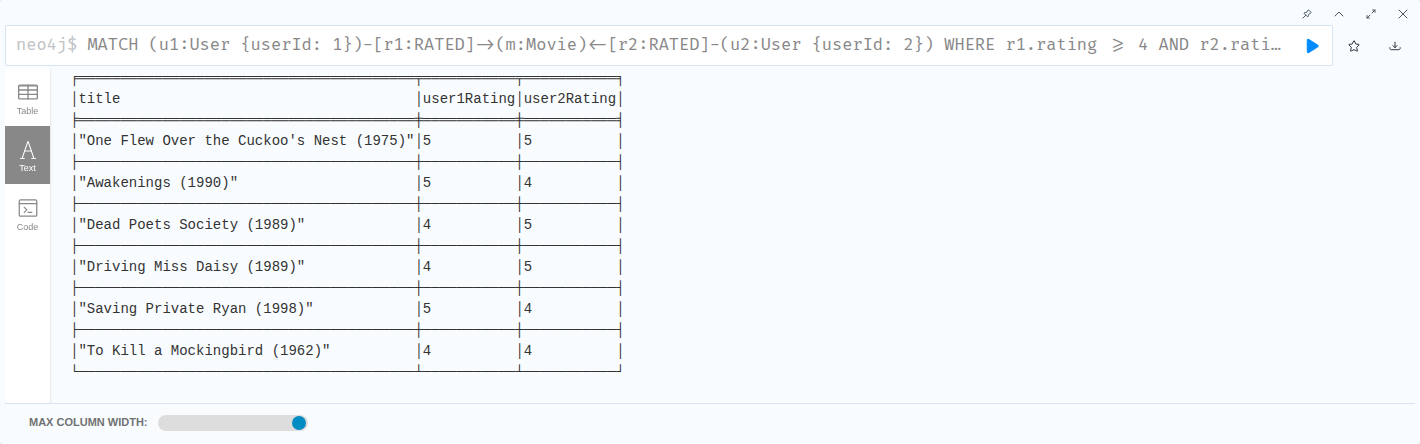 neo4j$ MATCH (u1:User {userId: 1})-[r1:RATED]->(m:Movie)<-[r2:RATED]-(u2:User {userId: 2}) WHERE r1.rating >= 4 AND r2.rati…
Table
Text
Code
title user1Rating user2Rating
"One Flew Over the Cuckoo's Nest (1975)" 5 5
"Awakenings (1990)" 5 4
"Dead Poets Society (1989)" 4 5
"Driving Miss Daisy (1989)" 4 5
"Saving Private Ryan (1998)" 5 4
"To Kill a Mockingbird (1962)" 4 4
MAX COLUMN WIDTH: